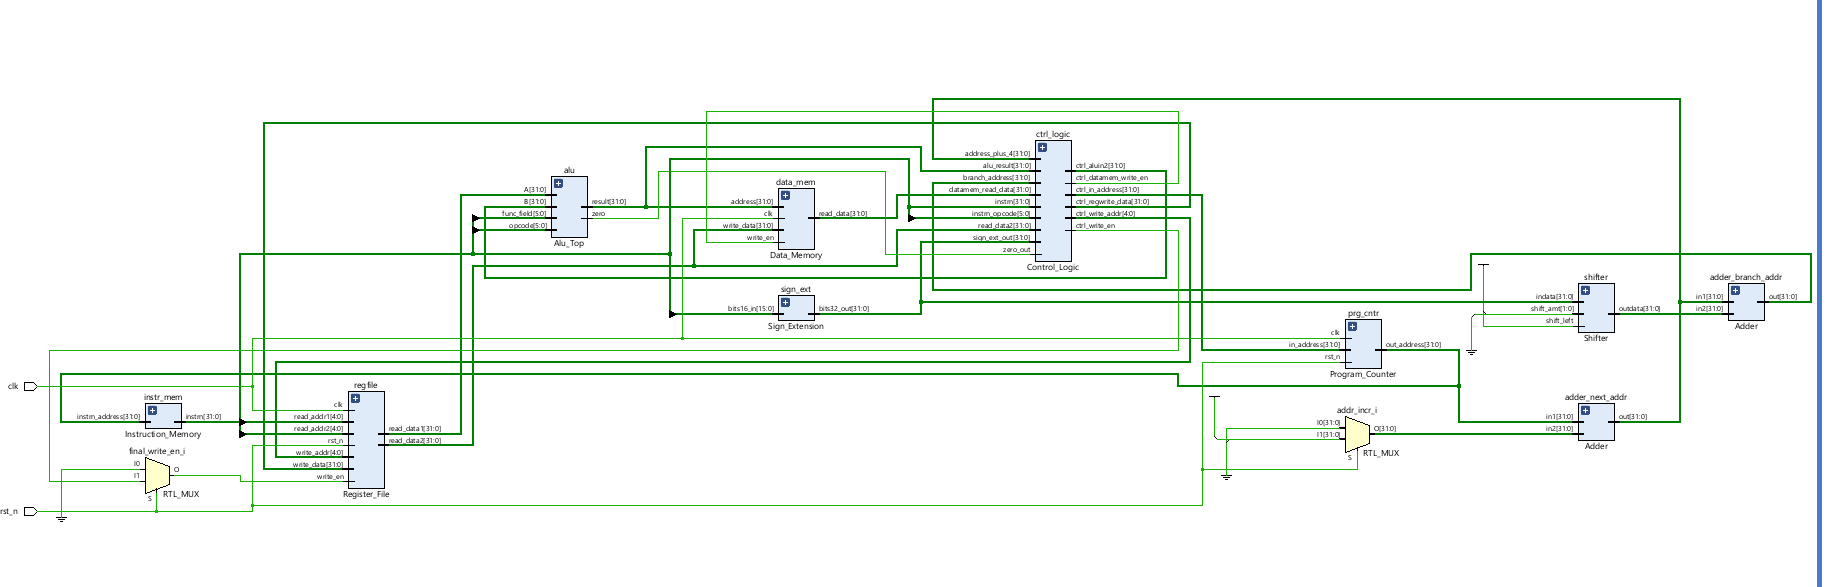 ctrl_logic
address_plus_4[31:0]
alu_result[31:0]
branch_address[31:0]
datamem_read_data[31:0]
instrn[31:0]
instrn_opcode[5:0]
read_data2[31:0]
sign_ext_out[31:0]
zero_out
ctrl_aluin2[31:0]
ctrl_datamem_write_en
ctrl_in_address[31:0]
ctrl_regwrite_data[31:0]
ctrl_write_addr[4:0]
ctrl_write_en
Control_Logic
alu
A[31:0]
B[31:0]
func_field[5:0]
opcode[5:0]
result[31:0]
zero
Alu_Top
data_mem
address[31:0]
clk
write_data[31:0]
write_en
read_data[31:0]
Data_Memory
sign_ext
bits16_in[15:0]
bits32_out[31:0]
Sign_Extension
shifter
indata[31:0]
shift_amt[1:0]
shift_left
outdata[31:0]
Shifter
adder_branch_addr
in1[31:0]
in2[31:0]
out[31:0]
Adder
prg_cntr
clk
in_address[31:0]
rst_n
out_address[31:0]
Program_Counter
clk
instr_mem
instrn_address[31:0]
instrn[31:0]
Instruction_Memory
regfile
clk
read_addr1[4:0]
read_addr2[4:0]
rst_n
write_addr[4:0]
write_data[31:0]
write_en
read_data1[31:0]
read_data2[31:0]
Register_File
final_write_en_i
I0
I1
S
O
RTL_MUX
rst_n
addr_incr_i
I0[31:0]
I1[31:0]
S
O[31:0]
RTL_MUX
adder_next_addr
in1[31:0]
in2[31:0]
out[31:0]
Adder